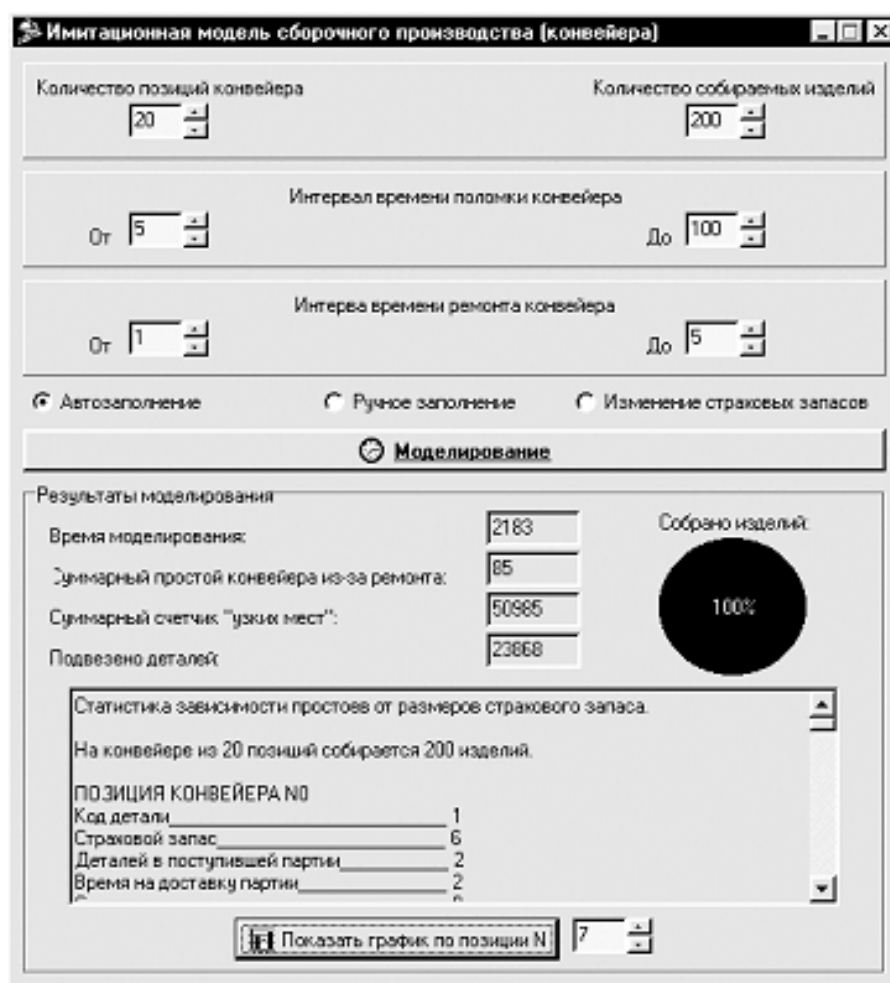 Имитационная модель сборочного производства (конвейера)
Количество позиций конвейера Количество собираемых изделий
20 200
Интервал времени поломки конвейера
От 5 До 100
Интерва времени ремонта конвейера
От 1 До 5
Автозаполнение Ручное заполнение Изменение страховых запасов
Моделирование
Результаты моделирования
Время моделирования: 2183 Собрано изделий:
Суммарный простой конвейера из-за ремонта: 85
100%
Суммарный счетчик "узких мест": 50985
Подвезено деталей: 23868
Статистика зависимости простоев от размеров страхового запаса.
На конвейере из 20 позиций собирается 200 изделий.
ПОЗИЦИЯ КОНВЕЙЕРА N0
Код детали 1
Страховой запас 6
Деталей в поступившей партии 2
Время на доставку партии 2
Показать график по позиции N 7